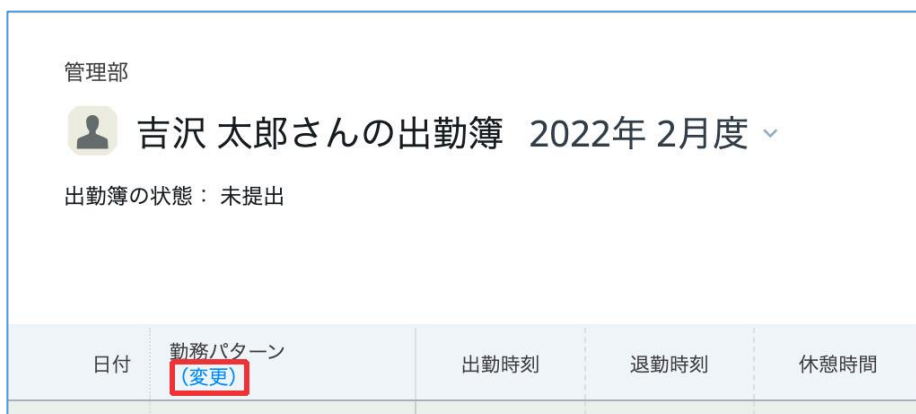 管理部
吉沢 太郎さんの出勤簿 2022年 2月度
出勤簿の状態： 未提出
日付 勤務パターン 出勤時刻 退勤時刻 休憩時間
（変更）